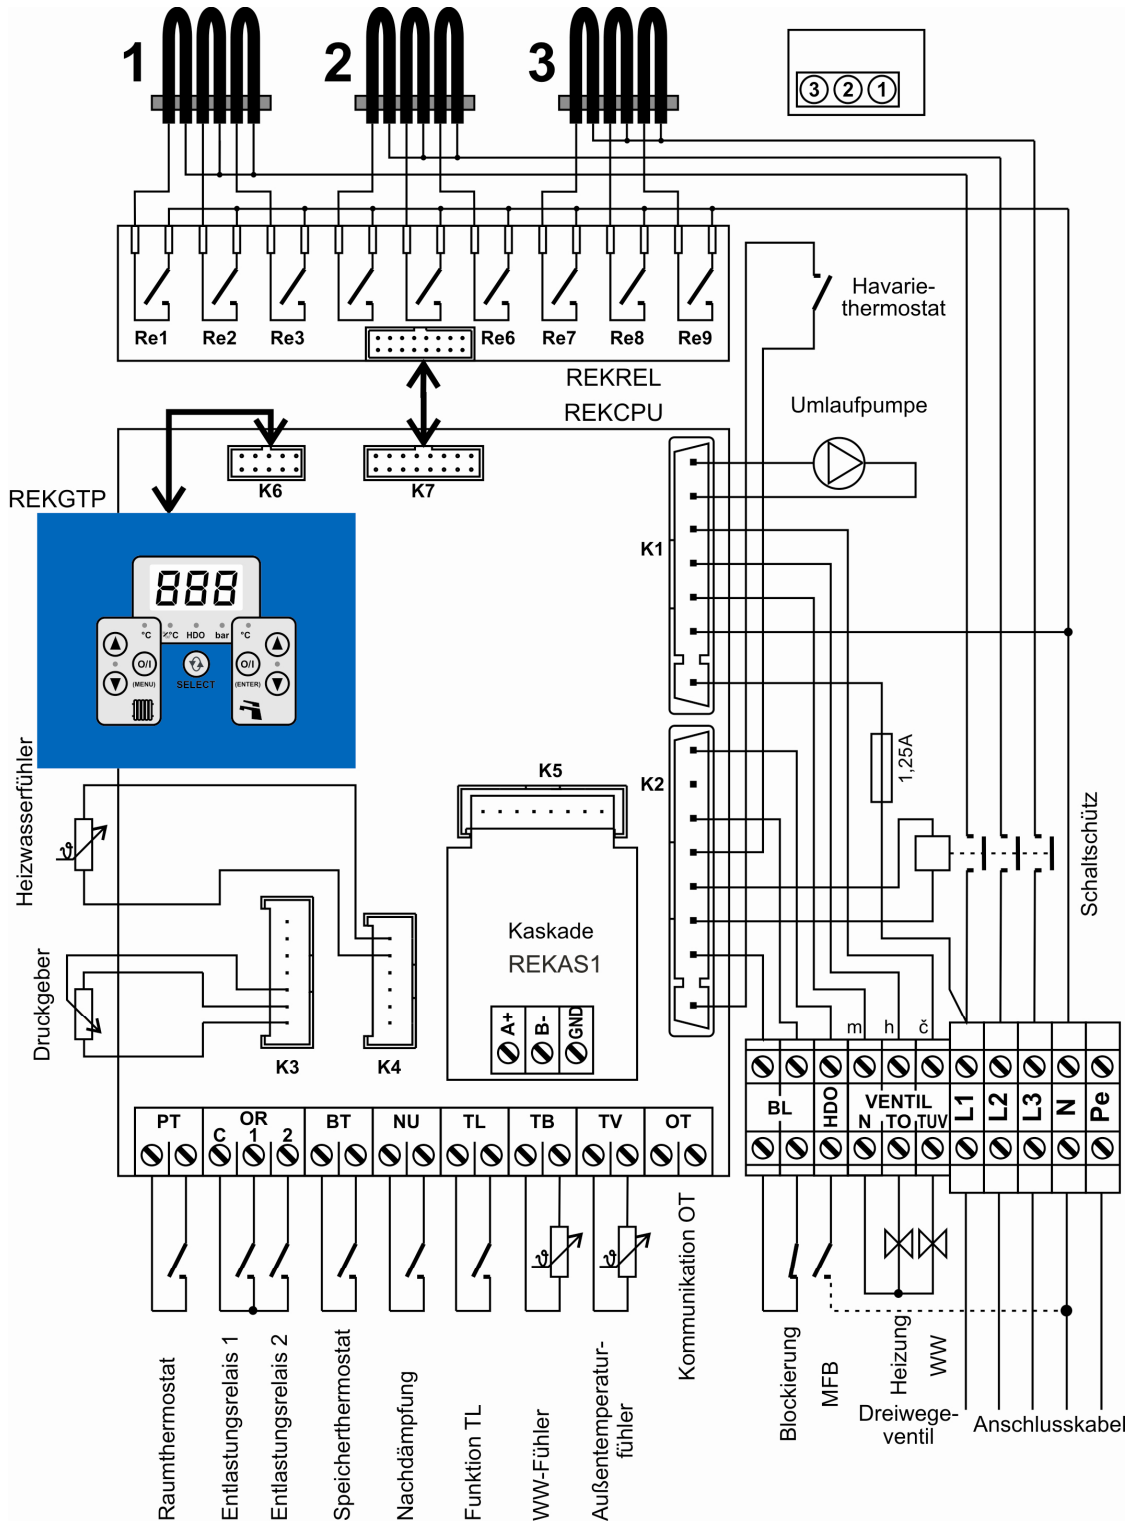 1
2
3
3 2 1
Re1 Re2 Re3 Re6 Re7 Re8 Re9
Havarie-
thermostat
REKREL
REKCPU
Umlaufpumpe
K6
K7
REKGTP
K1
888
°C °C HDO bar °C
O/I
O/I
(MENU)
SELECT
(ENTER)
1,25A
Heizwasserfühler
K5
K2
Schaltschütz
Kaskade
REKAS1
Druckgeber
A+
B-
GND
K3
K4
m
h
č
BL
HDO
VENTIL
N TO TUV
L1
L2
L3
N
Pe
PT
OR
C 1 2
BT
NU
TL
TB
TV
OT
Raumthermostat
Entlastungsrelais 1
Entlastungsrelais 2
Speicherthermostat
Nachdämpfung
Funktion TL
WW-Fühler
Außentemperatur-
fühler
Kommunikation OT
Blockierung
MFB
Heizung
WW
Dreiwege-
ventil
Anschlusskabel